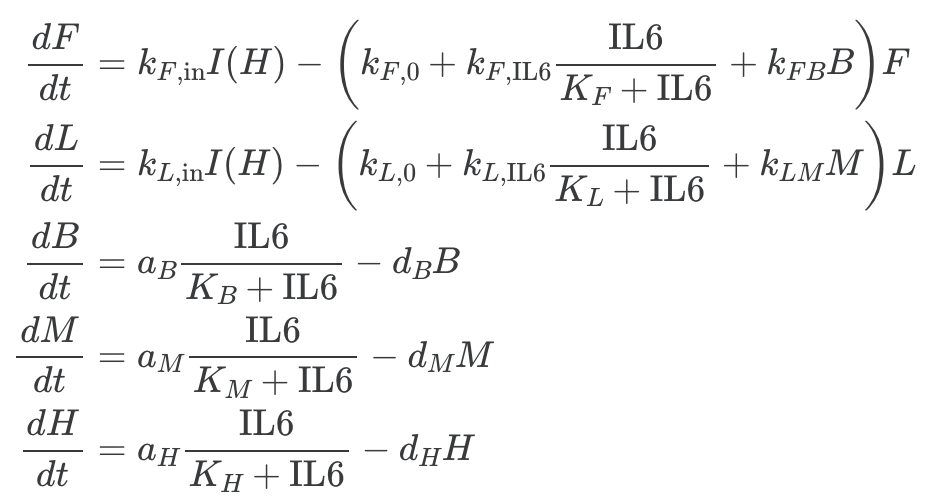 dF/dt = k_{F,in} I(H) − (k_{F,0} + k_{F,IL6} IL6/(K_F + IL6) + k_{FB} B) F
dL/dt = k_{L,in} I(H) − (k_{L,0} + k_{L,IL6} IL6/(K_L + IL6) + k_{LM} M) L
dB/dt = a_B IL6/(K_B + IL6) − d_B B
dM/dt = a_M IL6/(K_M + IL6) − d_M M
dH/dt = a_H IL6/(K_H + IL6) − d_H H